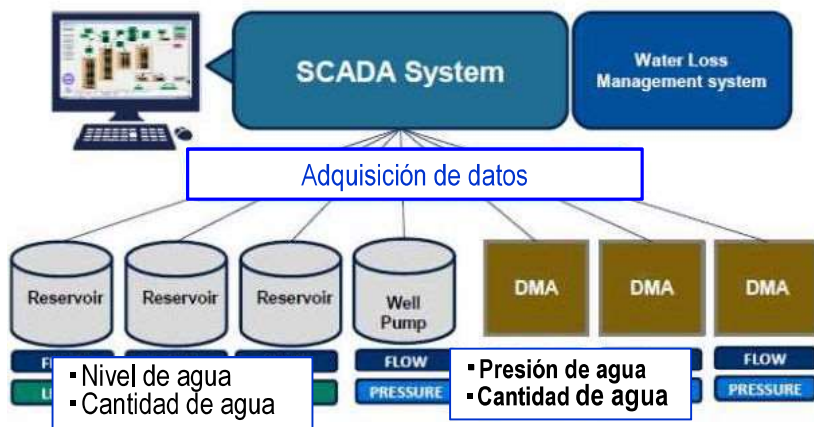 SCADA System
Water Loss
Management system
Adquisición de datos
Reservoir
Reservoir
Reservoir
Well
Pump
DMA
DMA
DMA
FLOW
FLOW
▪ Nivel de agua
▪ Cantidad de agua
PRESSURE
▪ Presión de agua
▪ Cantidad de agua
PRESSURE